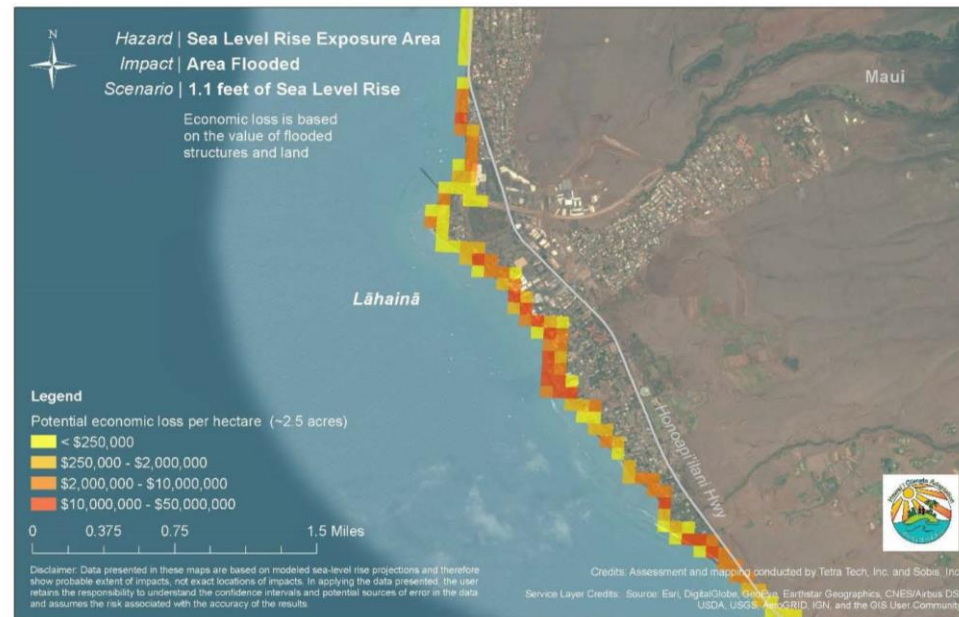 N
Hazard | Sea Level Rise Exposure Area
Impact | Area Flooded
Scenario | 1.1 feet of Sea Level Rise
Economic loss is based
on the value of flooded
structures and land
Maui
Lāhainā
Honoapiʻilani Hwy
Legend
Potential economic loss per hectare (~2.5 acres)
< $250,000
$250,000 - $2,000,000
$2,000,000 - $10,000,000
$10,000,000 - $50,000,000
0 0.375 0.75 1.5 Miles
Disclaimer: Data presented in these maps are based on modeled sea-level rise projections and therefore
show probable extent of impacts, not exact locations of impacts. In applying the data presented, the user
retains the responsibility to understand the confidence intervals and potential sources of error in the data
and assumes the risk associated with the accuracy of the results.
Credits: Assessment and mapping conducted by Tetra Tech, Inc. and Sobis, Inc.
Service Layer Credits: Source: Esri, DigitalGlobe, GeoEye, Earthstar Geographics, CNES/Airbus DS,
USDA, USGS, AeroGRID, IGN, and the GIS User Community